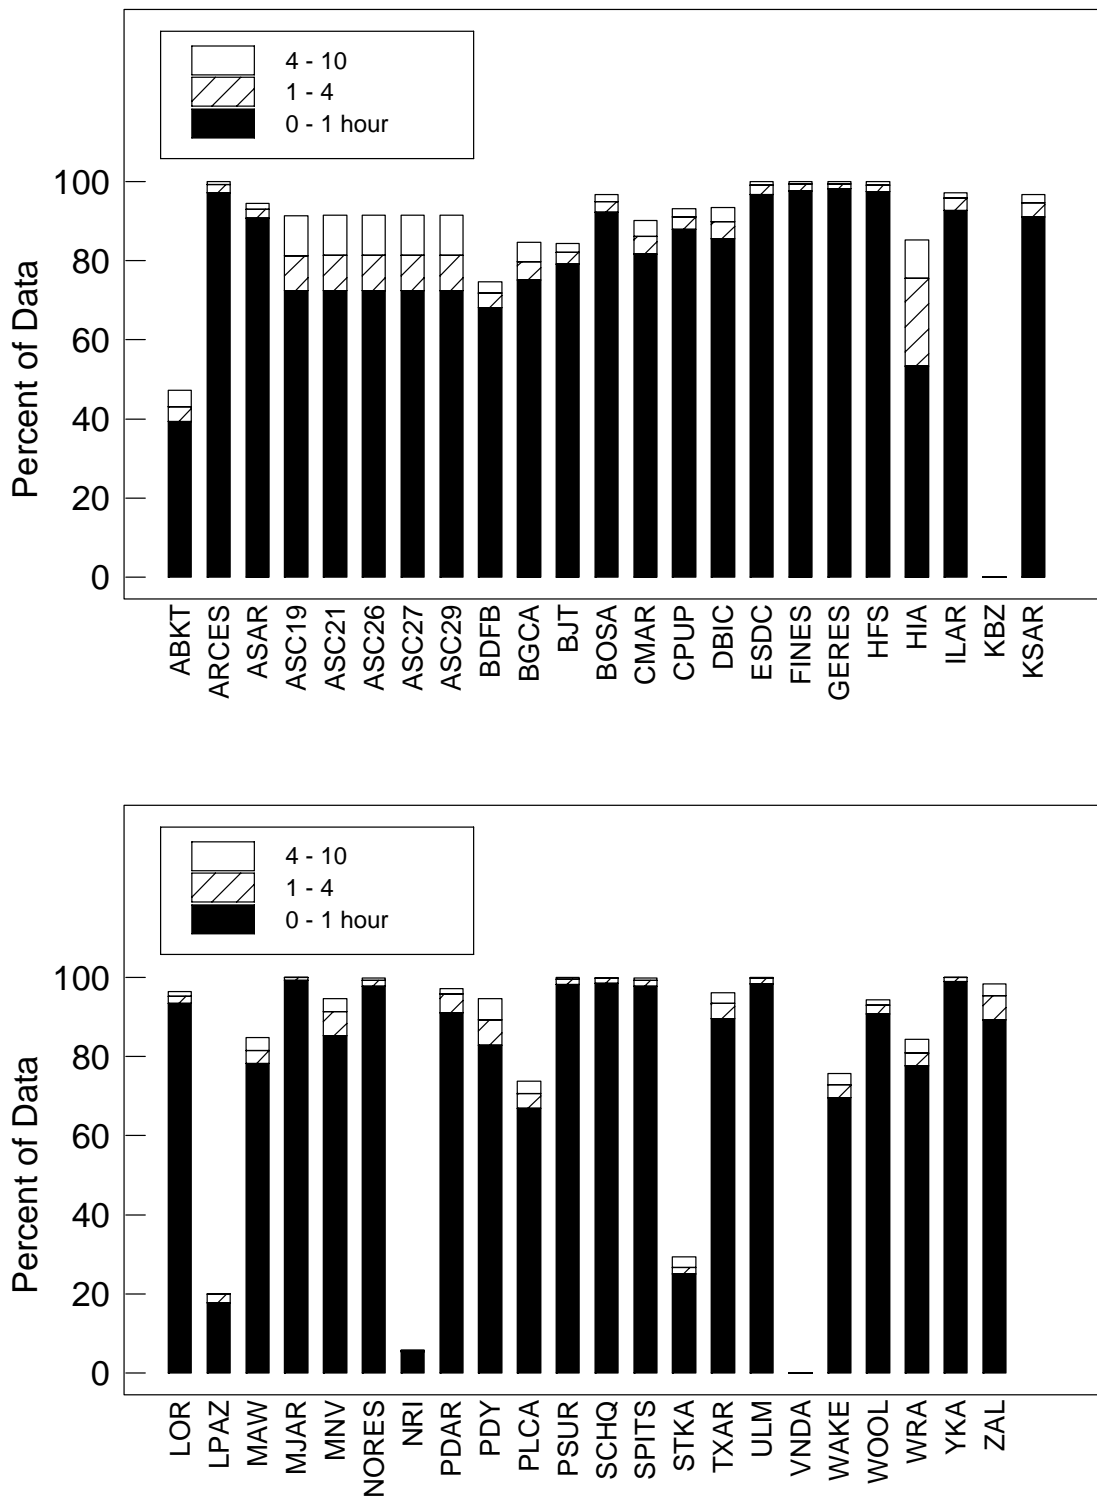 4 - 10
1 - 4
0 - 1 hour
Percent of Data
100
80
60
40
20
0
ABKT
ARCES
ASAR
ASC19
ASC21
ASC26
ASC27
ASC29
BDFB
BGCA
BJT
BOSA
CMAR
CPUP
DBIC
ESDC
FINES
GERES
HFS
HIA
ILAR
KBZ
KSAR
4 - 10
1 - 4
0 - 1 hour
Percent of Data
100
80
60
40
20
0
LOR
LPAZ
MAW
MJAR
MNV
NORES
NRI
PDAR
PDY
PLCA
PSUR
SCHQ
SPITS
STKA
TXAR
ULM
VNDA
WAKE
WOOL
WRA
YKA
ZAL